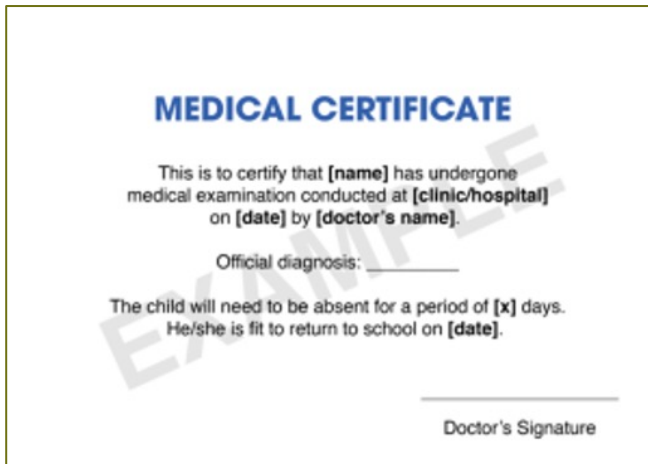 MEDICAL CERTIFICATE
This is to certify that [name] has undergone
medical examination conducted at [clinic/hospital]
on [date] by [doctor's name].
Official diagnosis: ________
The child will need to be absent for a period of [x] days.
He/she is fit to return to school on [date].
Doctor's Signature
EXAMPLE